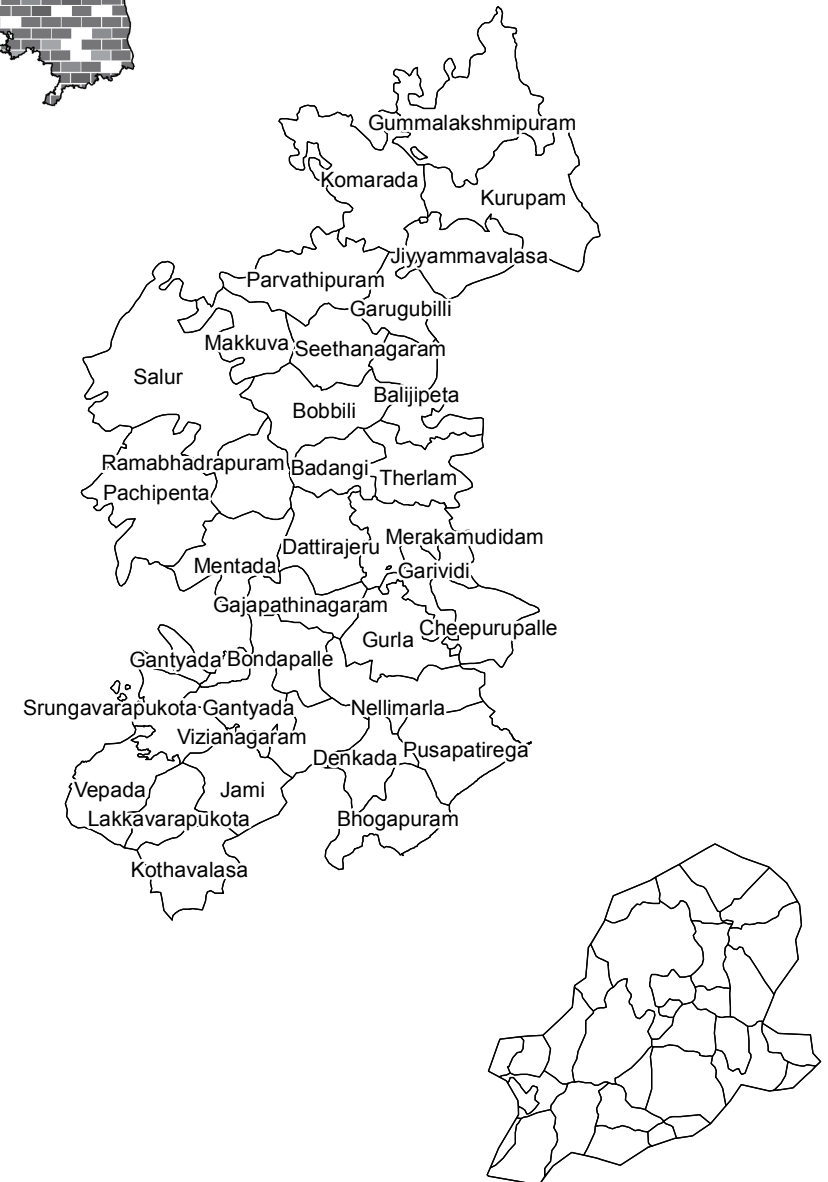 Gummalakshmipuram
Komarada
Kurupam
Jiyyammavalasa
Parvathipuram
Garugubilli
Makkuva
Seethanagaram
Salur
Balijipeta
Bobbili
Ramabhadrapuram
Badangi
Therlam
Pachipenta
Merakamudidam
Dattirajeru
Mentada
Garividi
Gajapathinagaram
Cheepurupalle
Gurla
Gantyada
Bondapalle
Srungavarapukota
Gantyada
Nellimarla
Vizianagaram
Denkada
Pusapatirega
Vepada
Jami
Lakkavarapukota
Bhogapuram
Kothavalasa